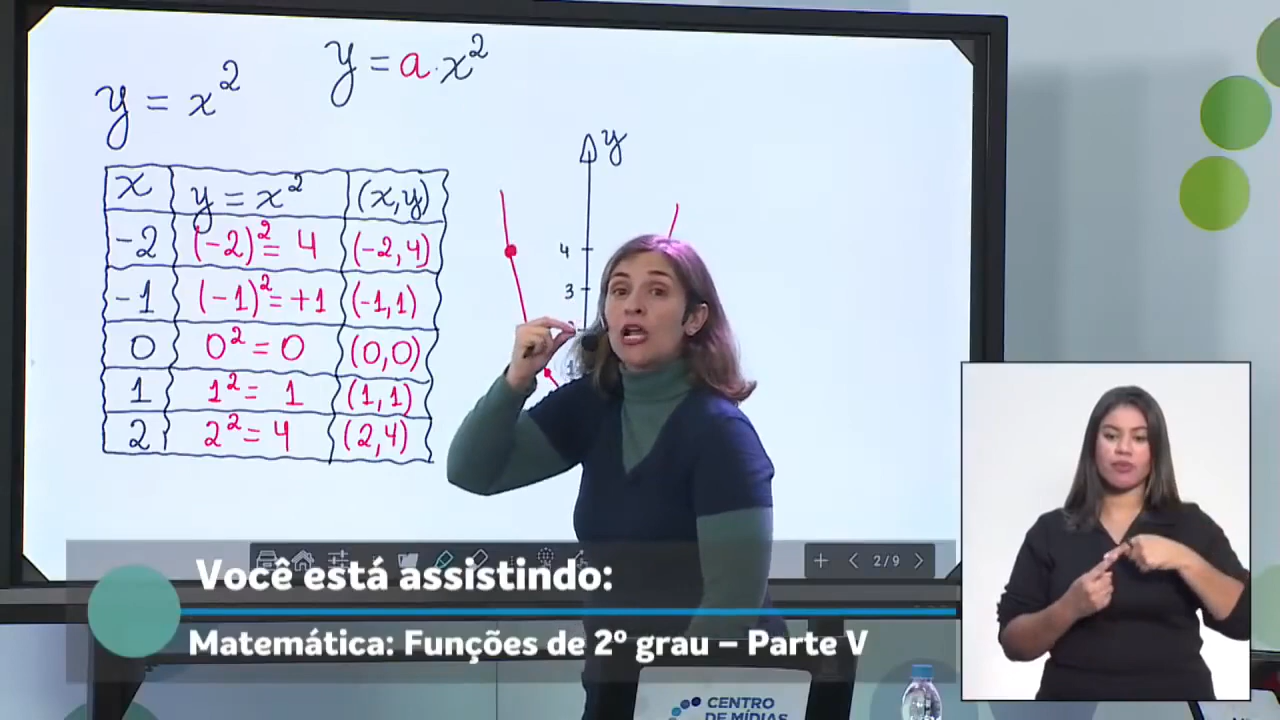 y = a·x²
y = x²
x y = x² (x,y)
-2 (-2)² = 4 (-2,4)
-1 (-1)² = +1 (-1,1)
0 0² = 0 (0,0)
1 1² = 1 (1,1)
2 2² = 4 (2,4)
y
4
3
2/9
Você está assistindo:
Matemática: Funções de 2º grau – Parte V
CENTRO
DE MÍDIAS